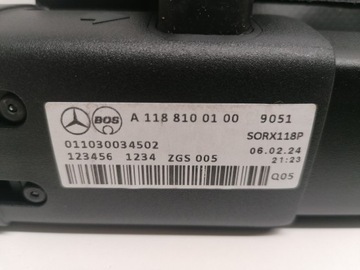 BOS A 118 810 01 00 9051
SORX118P
011030034502 06.02.24
123456 1234 ZGS 005 21:23
Q05